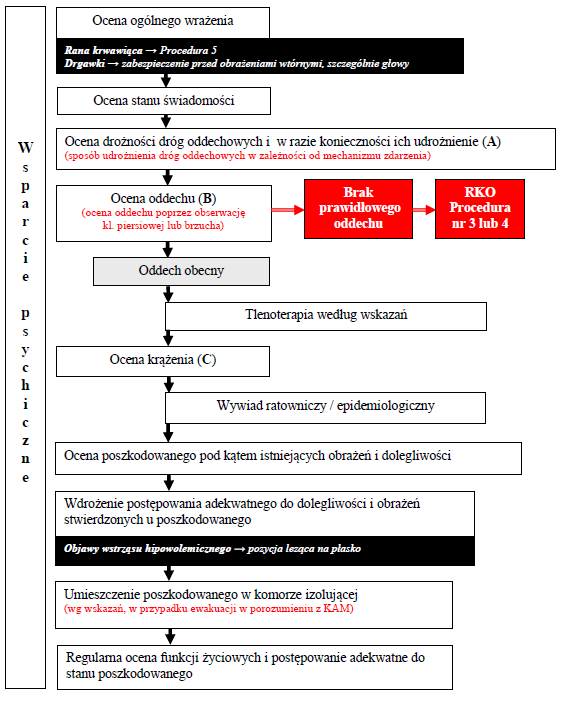 Wsparcie psychiczne
Ocena ogólnego wrażenia
Rana krwawiąca → Procedura 5
Drgawki → zabezpieczenie przed obrażeniami wtórnymi, szczególnie głowy
Ocena stanu świadomości
Ocena drożności dróg oddechowych i w razie konieczności ich udrożnienie (A)
(sposób udrożnienia dróg oddechowych w zależności od mechanizmu zdarzenia)
Ocena oddechu (B)
(ocena oddechu poprzez obserwację
kl. piersiowej lub brzucha)
Brak
prawidłowego
oddechu
RKO
Procedura
nr 3 lub 4
Oddech obecny
Tlenoterapia według wskazań
Ocena krążenia (C)
Wywiad ratowniczy / epidemiologiczny
Ocena poszkodowanego pod kątem istniejących obrażeń i dolegliwości
Wdrożenie postępowania adekwatnego do dolegliwości i obrażeń
stwierdzonych u poszkodowanego
Objawy wstrząsu hipowolemicznego → pozycja leząca na płasko
Umieszczenie poszkodowanego w komorze izolującej
(wg wskazań, w przypadku ewakuacji w porozumieniu z KAM)
Regularna ocena funkcji życiowych i postępowanie adekwatne do
stanu poszkodowanego